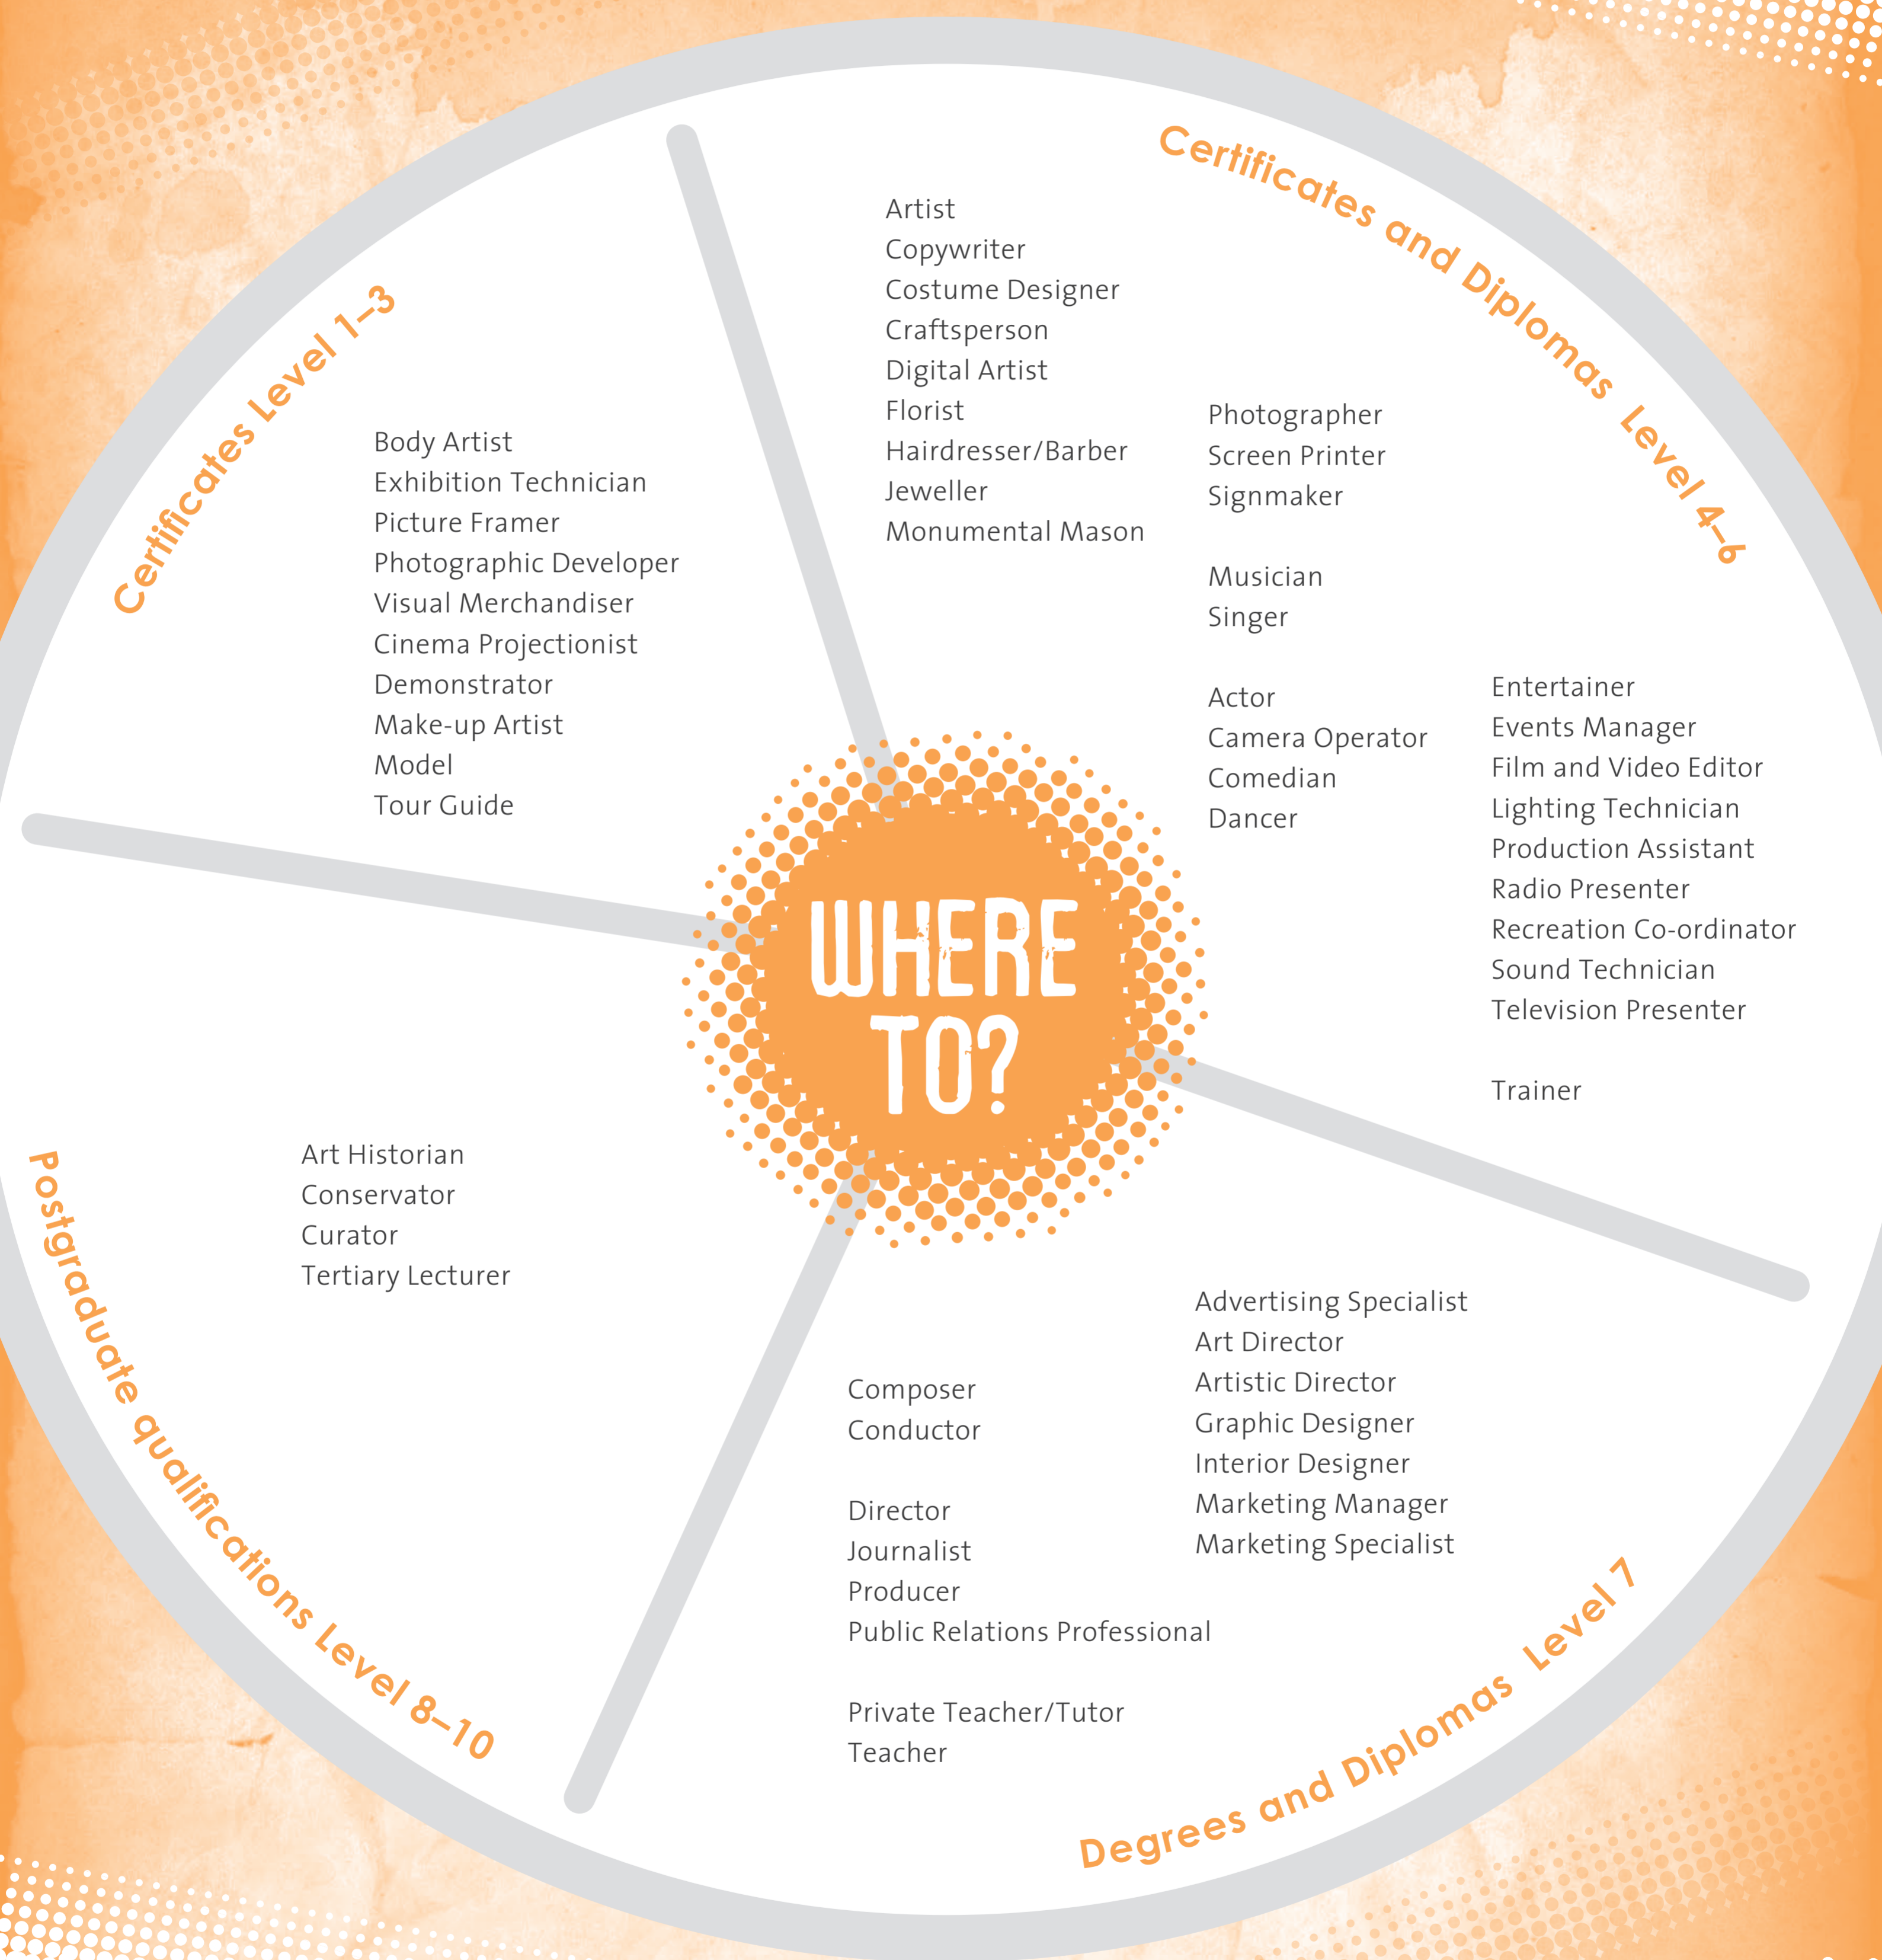 Certificates Level 1–3
Body Artist
Exhibition Technician
Picture Framer
Photographic Developer
Visual Merchandiser
Cinema Projectionist
Demonstrator
Make-up Artist
Model
Tour Guide
Certificates and Diplomas Level 4–6
Artist
Copywriter
Costume Designer
Craftsperson
Digital Artist
Florist
Hairdresser/Barber
Jeweller
Monumental Mason
Photographer
Screen Printer
Signmaker
Musician
Singer
Actor
Camera Operator
Comedian
Dancer
Entertainer
Events Manager
Film and Video Editor
Lighting Technician
Production Assistant
Radio Presenter
Recreation Co-ordinator
Sound Technician
Television Presenter
Trainer
WHERE
TO?
Postgraduate qualifications Level 8–10
Art Historian
Conservator
Curator
Tertiary Lecturer
Composer
Conductor
Director
Journalist
Producer
Public Relations Professional
Private Teacher/Tutor
Teacher
Advertising Specialist
Art Director
Artistic Director
Graphic Designer
Interior Designer
Marketing Manager
Marketing Specialist
Degrees and Diplomas Level 7